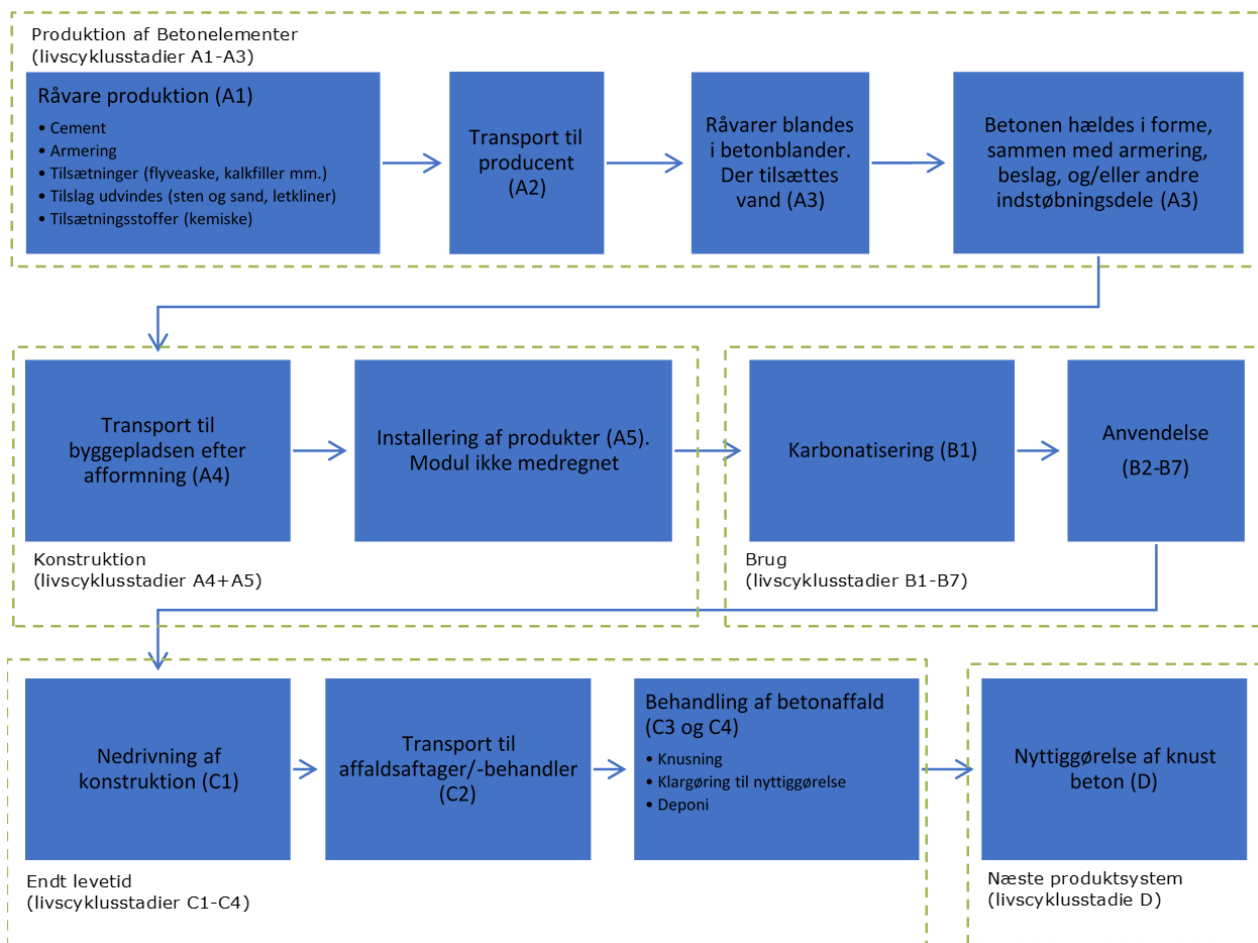 Produktion af Betonelementer
(livscyklusstadier A1-A3)
Råvare produktion (A1)
• Cement
• Armering
• Tilsætninger (flyveaske, kalkfiller mm.)
• Tilslag udvindes (sten og sand, letkliner)
• Tilsætningsstoffer (kemiske)
Transport til
producent
(A2)
Råvarer blandes
i betonblander.
Der tilsættes
vand (A3)
Betonen hældes i forme,
sammen med armering,
beslag, og/eller andre
indstøbningsdele (A3)
Transport til
byggepladsen efter
afformning (A4)
Installering af produkter (A5).
Modul ikke medregnet
Konstruktion
(livscyklusstadier A4+A5)
Karbonatisering (B1)
Anvendelse
(B2-B7)
Brug
(livscyklusstadier B1-B7)
Nedrivning af
konstruktion (C1)
Transport til
affaldsaftager/-behandler
(C2)
Behandling af betonaffald
(C3 og C4)
• Knusning
• Klargøring til nyttiggørelse
• Deponi
Endt levetid
(livscyklusstadier C1-C4)
Nyttiggørelse af knust
beton (D)
Næste produktsystem
(livscyklusstadie D)